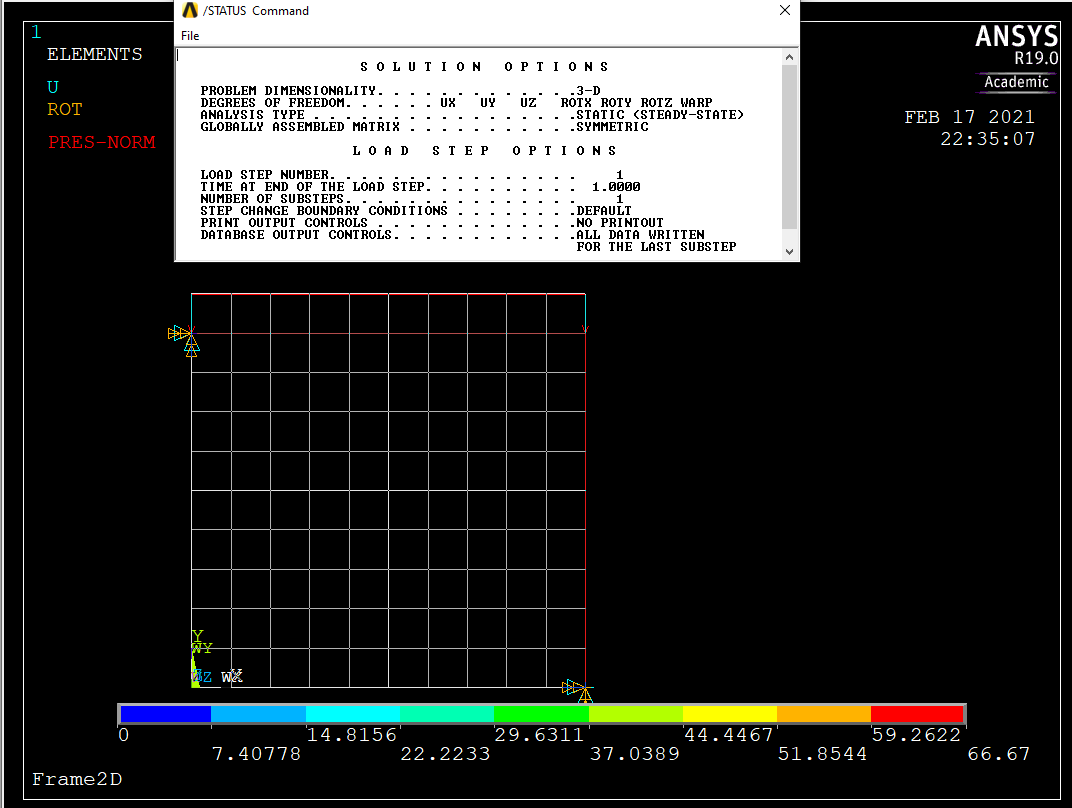 /STATUS Command
File
S O L U T I O N   O P T I O N S
PROBLEM DIMENSIONALITY. . . . . . . . . . . . .3-D
DEGREES OF FREEDOM. . . . . . UX   UY   UZ   ROTX ROTY ROTZ WARP
ANALYSIS TYPE . . . . . . . . . . . . . . . . .STATIC (STEADY-STATE)
GLOBALLY ASSEMBLED MATRIX . . . . . . . . . . .SYMMETRIC
L O A D   S T E P   O P T I O N S
LOAD STEP NUMBER. . . . . . . . . . . . . . . .     1
TIME AT END OF THE LOAD STEP. . . . . . . . . .  1.0000
NUMBER OF SUBSTEPS. . . . . . . . . . . . . . .     1
STEP CHANGE BOUNDARY CONDITIONS . . . . . . . .DEFAULT
PRINT OUTPUT CONTROLS . . . . . . . . . . . . .NO PRINTOUT
DATABASE OUTPUT CONTROLS. . . . . . . . . . . .ALL DATA WRITTEN
FOR THE LAST SUBSTEP
1
ELEMENTS
U
ROT
PRES-NORM
ANSYS
R19.0
Academic
FEB 17 2021
22:35:07
Y
WY
WX
0
7.40778
14.8156
22.2233
29.6311
37.0389
44.4467
51.8544
59.2622
66.67
Frame2D